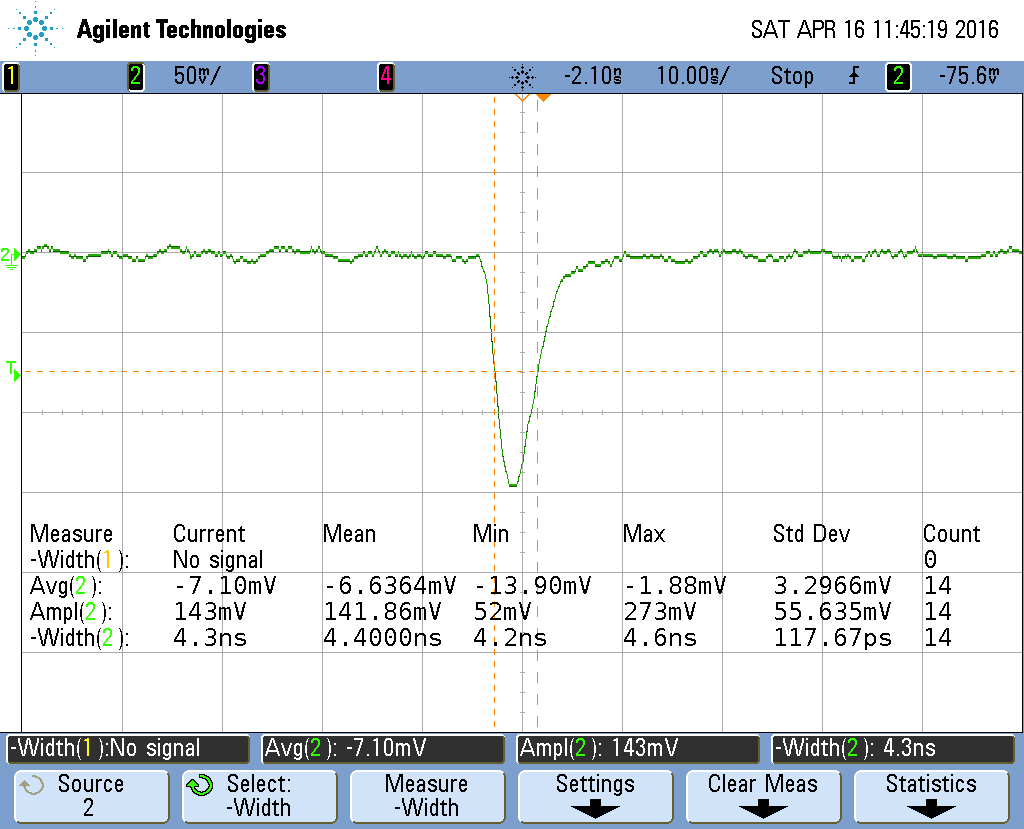 Agilent Technologies SAT APR 16 11:45:19 2016
1 2 50mV/ 3 4 -2.10ns 10.00ns/ Stop 2 -75.6mV
2
T
Measure Current Mean Min Max Std Dev Count
-Width(1): No signal 0
Avg(2): -7.10mV -6.6364mV -13.90mV -1.88mV 3.2966mV 14
Ampl(2): 143mV 141.86mV 52mV 273mV 55.635mV 14
-Width(2): 4.3ns 4.4000ns 4.2ns 4.6ns 117.67ps 14
-Width(1):No signal Avg(2): -7.10mV Ampl(2): 143mV -Width(2): 4.3ns
Source Select: Measure Settings Clear Meas Statistics
2 -Width -Width